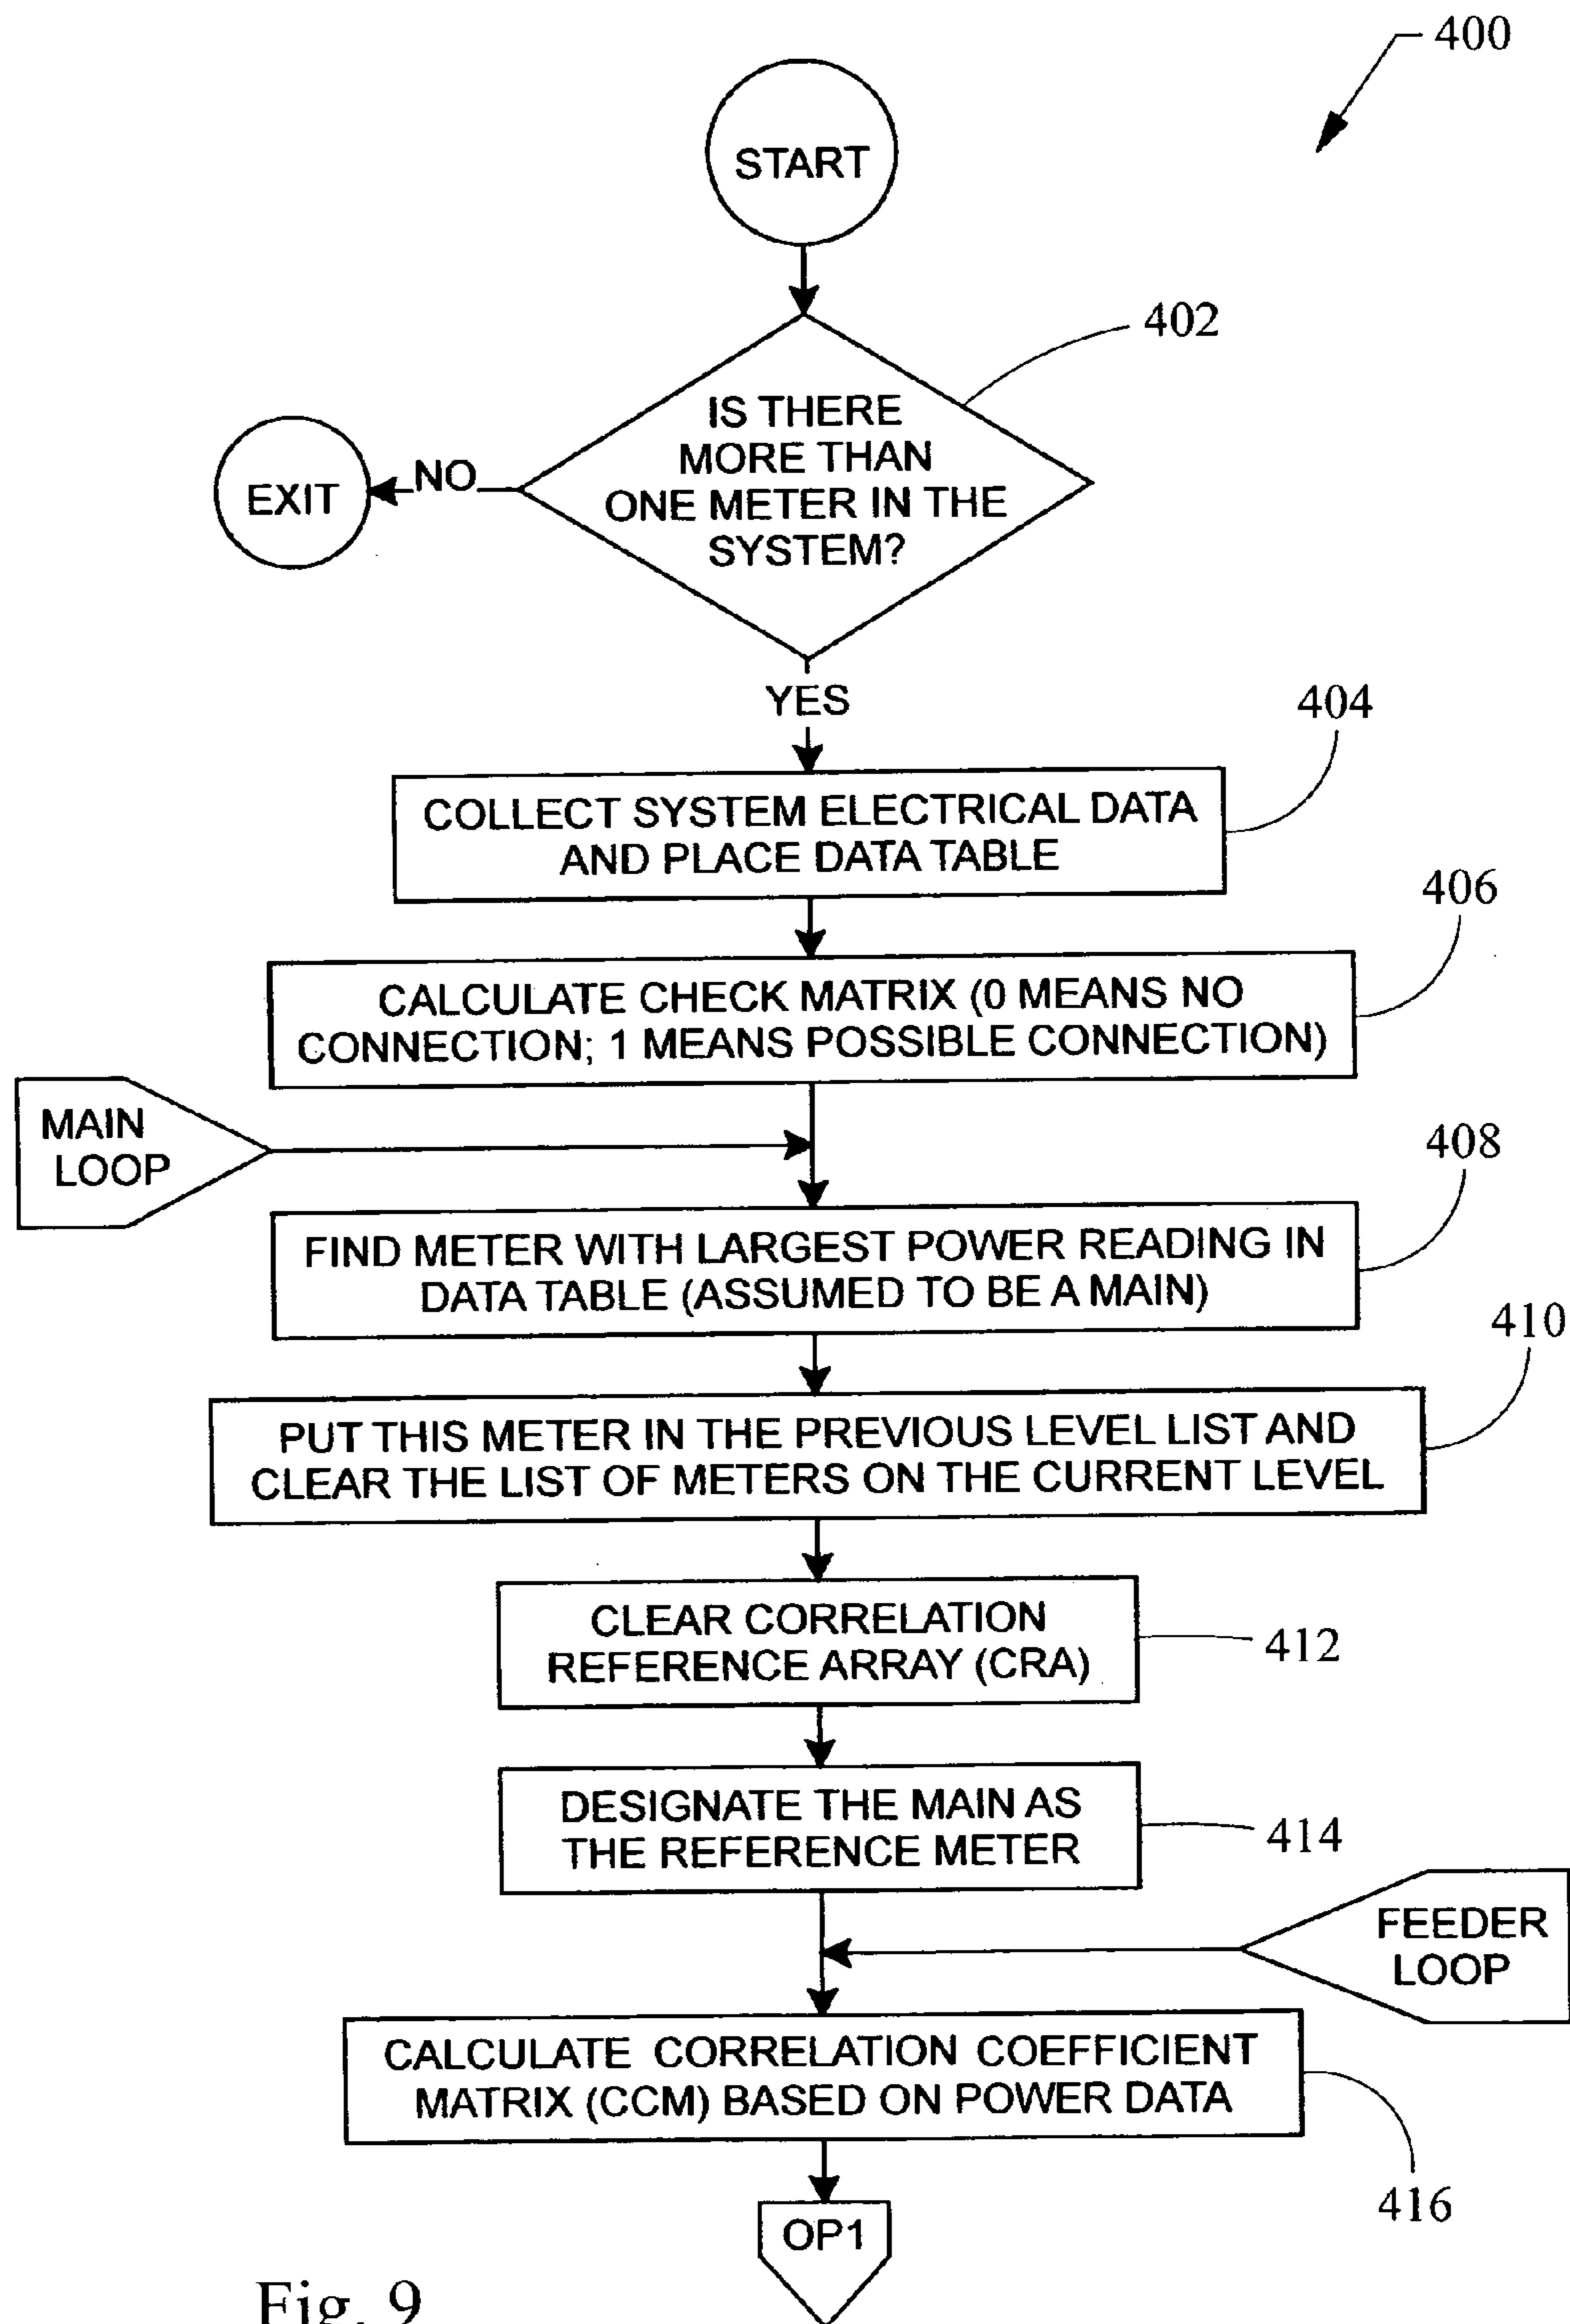 400
START
402
IS THERE
MORE THAN
ONE METER IN THE
SYSTEM?
NO
EXIT
YES
404
COLLECT SYSTEM ELECTRICAL DATA
AND PLACE DATA TABLE
406
CALCULATE CHECK MATRIX (0 MEANS NO
CONNECTION; 1 MEANS POSSIBLE CONNECTION)
MAIN
LOOP
408
FIND METER WITH LARGEST POWER READING IN
DATA TABLE (ASSUMED TO BE A MAIN)
410
PUT THIS METER IN THE PREVIOUS LEVEL LIST AND
CLEAR THE LIST OF METERS ON THE CURRENT LEVEL
CLEAR CORRELATION
REFERENCE ARRAY (CRA)
412
DESIGNATE THE MAIN AS
THE REFERENCE METER
414
FEEDER
LOOP
CALCULATE CORRELATION COEFFICIENT
MATRIX (CCM) BASED ON POWER DATA
416
OP1
Fig. 9